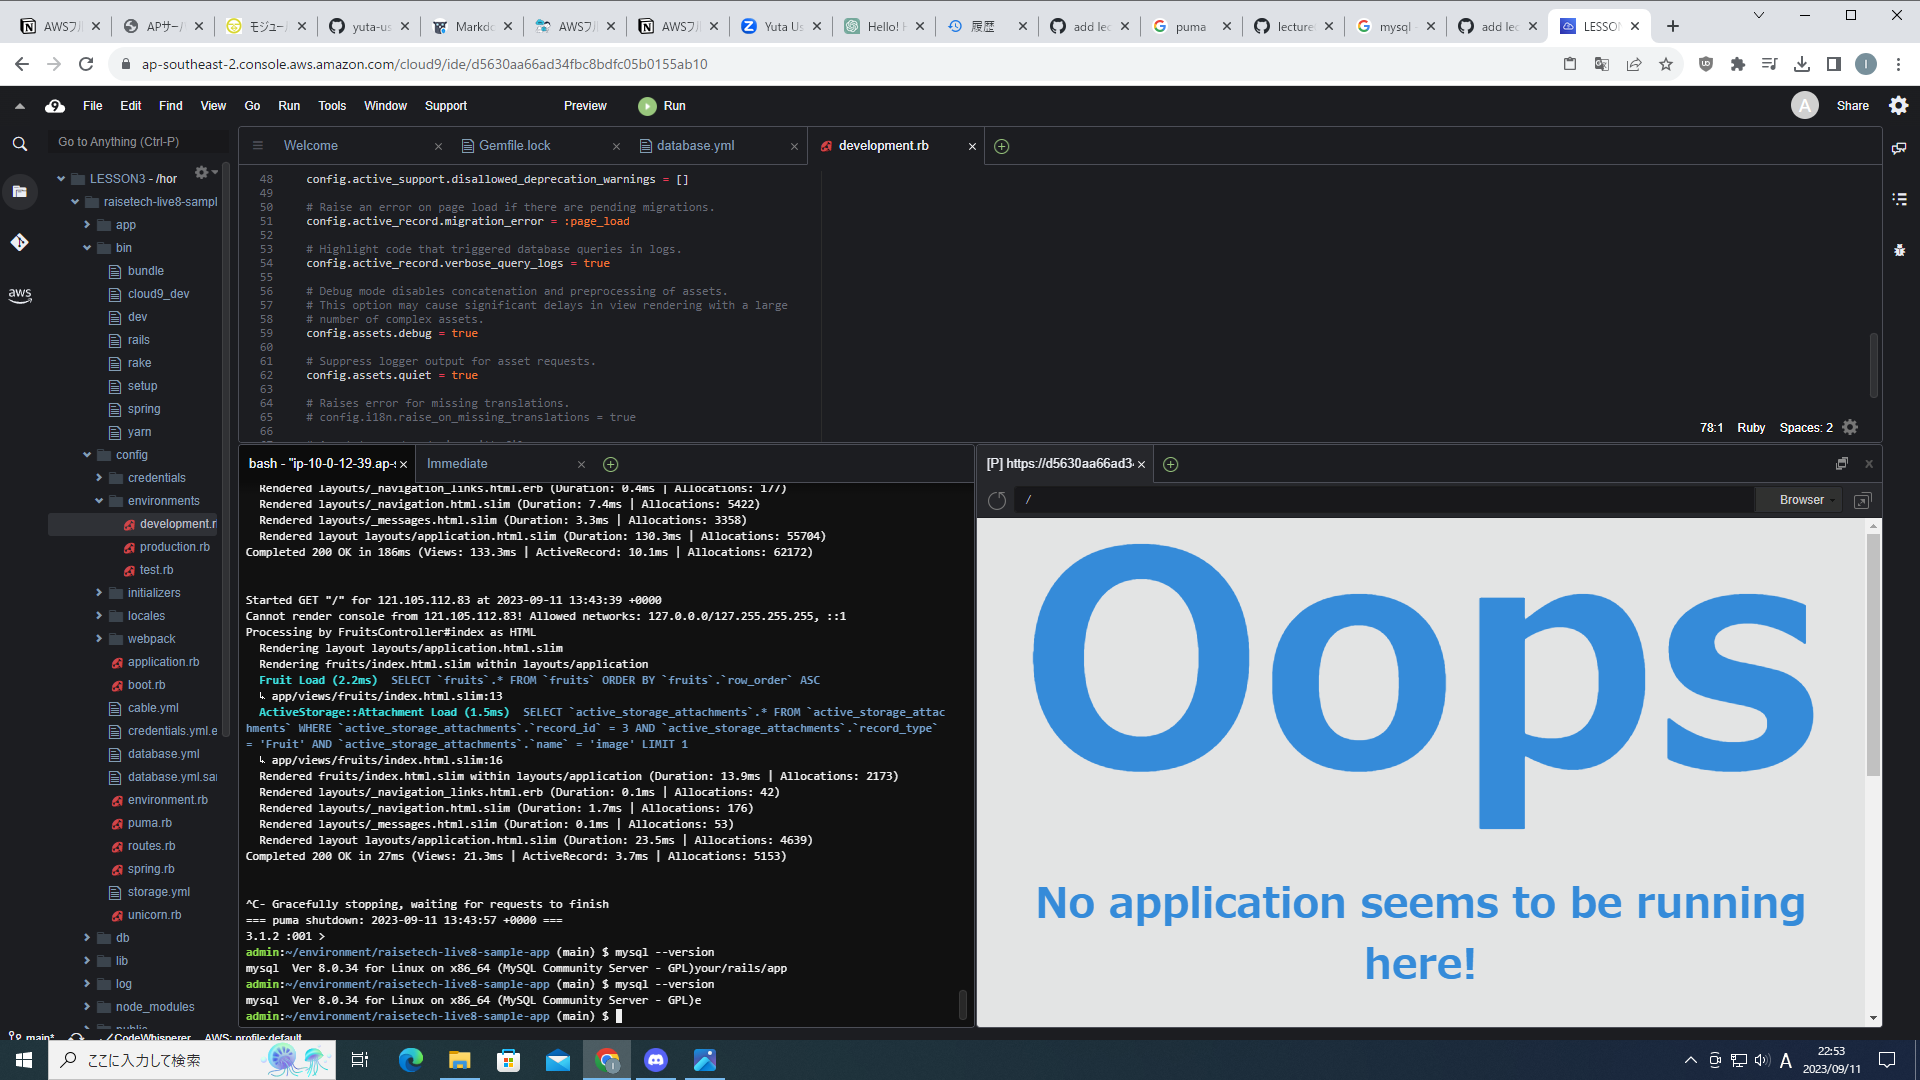 AWSフル
APサーバ
モジュール
yuta-us
Markdo
AWSフル
AWSフル
Yuta Us
Hello! H
履歴
add lec
puma
lecture
mysql -
add lec
LESSON
ap-southeast-2.console.aws.amazon.com/cloud9/ide/d5630aa66ad34fbc8bdfc05b0155ab10
File Edit Find View Go Run Tools Window Support Preview Run
A Share
Go to Anything (Ctrl-P)
Welcome
Gemfile.lock
database.yml
development.rb
LESSON3 - /hor
raisetech-live8-sampl
app
bin
bundle
cloud9_dev
dev
rails
rake
setup
spring
yarn
config
credentials
environments
development.r
production.rb
test.rb
initializers
locales
webpack
application.rb
boot.rb
cable.yml
credentials.yml.e
database.yml
database.yml.sa
environment.rb
puma.rb
routes.rb
spring.rb
storage.yml
unicorn.rb
db
lib
log
node_modules
public
aws
48 config.active_support.disallowed_deprecation_warnings = []
49
50 # Raise an error on page load if there are pending migrations.
51 config.active_record.migration_error = :page_load
52
53 # Highlight code that triggered database queries in logs.
54 config.active_record.verbose_query_logs = true
55
56 # Debug mode disables concatenation and preprocessing of assets.
57 # This option may cause significant delays in view rendering with a large
58 # number of complex assets.
59 config.assets.debug = true
60
61 # Suppress logger output for asset requests.
62 config.assets.quiet = true
63
64 # Raises error for missing translations.
65 # config.i18n.raise_on_missing_translations = true
66
78:1 Ruby Spaces: 2
bash - "ip-10-0-12-39.ap-s
Immediate
Rendered layouts/_navigation_links.html.erb (Duration: 0.4ms | Allocations: 177)
Rendered layouts/_navigation.html.slim (Duration: 7.4ms | Allocations: 5422)
Rendered layouts/_messages.html.slim (Duration: 3.3ms | Allocations: 3358)
Rendered layout layouts/application.html.slim (Duration: 130.3ms | Allocations: 55704)
Completed 200 OK in 186ms (Views: 133.3ms | ActiveRecord: 10.1ms | Allocations: 62172)
Started GET "/" for 121.105.112.83 at 2023-09-11 13:43:39 +0000
Cannot render console from 121.105.112.83! Allowed networks: 127.0.0.0/127.255.255.255, ::1
Processing by FruitsController#index as HTML
Rendering layout layouts/application.html.slim
Rendering fruits/index.html.slim within layouts/application
Fruit Load (2.2ms) SELECT `fruits`.* FROM `fruits` ORDER BY `fruits`.`row_order` ASC
↳ app/views/fruits/index.html.slim:13
ActiveStorage::Attachment Load (1.5ms) SELECT `active_storage_attachments`.* FROM `active_storage_attac
hments` WHERE `active_storage_attachments`.`record_id` = 3 AND `active_storage_attachments`.`record_type`
= 'Fruit' AND `active_storage_attachments`.`name` = 'image' LIMIT 1
↳ app/views/fruits/index.html.slim:16
Rendered fruits/index.html.slim within layouts/application (Duration: 13.9ms | Allocations: 2173)
Rendered layouts/_navigation_links.html.erb (Duration: 0.1ms | Allocations: 42)
Rendered layouts/_navigation.html.slim (Duration: 1.7ms | Allocations: 176)
Rendered layouts/_messages.html.slim (Duration: 0.1ms | Allocations: 53)
Rendered layout layouts/application.html.slim (Duration: 23.5ms | Allocations: 4639)
Completed 200 OK in 27ms (Views: 21.3ms | ActiveRecord: 3.7ms | Allocations: 5153)
^C- Gracefully stopping, waiting for requests to finish
=== puma shutdown: 2023-09-11 13:43:57 +0000 ===
3.1.2 :001 >
admin:~/environment/raisetech-live8-sample-app (main) $ mysql --version
mysql Ver 8.0.34 for Linux on x86_64 (MySQL Community Server - GPL)your/rails/app
admin:~/environment/raisetech-live8-sample-app (main) $ mysql --version
mysql Ver 8.0.34 for Linux on x86_64 (MySQL Community Server - GPL)e
admin:~/environment/raisetech-live8-sample-app (main) $
[P] https://d5630aa66ad3
/
Browser
Oops
No application seems to be running
here!
main* CodeWhisperer AWS: profile:default
ここに入力して検索
A
22:53
2023/09/11